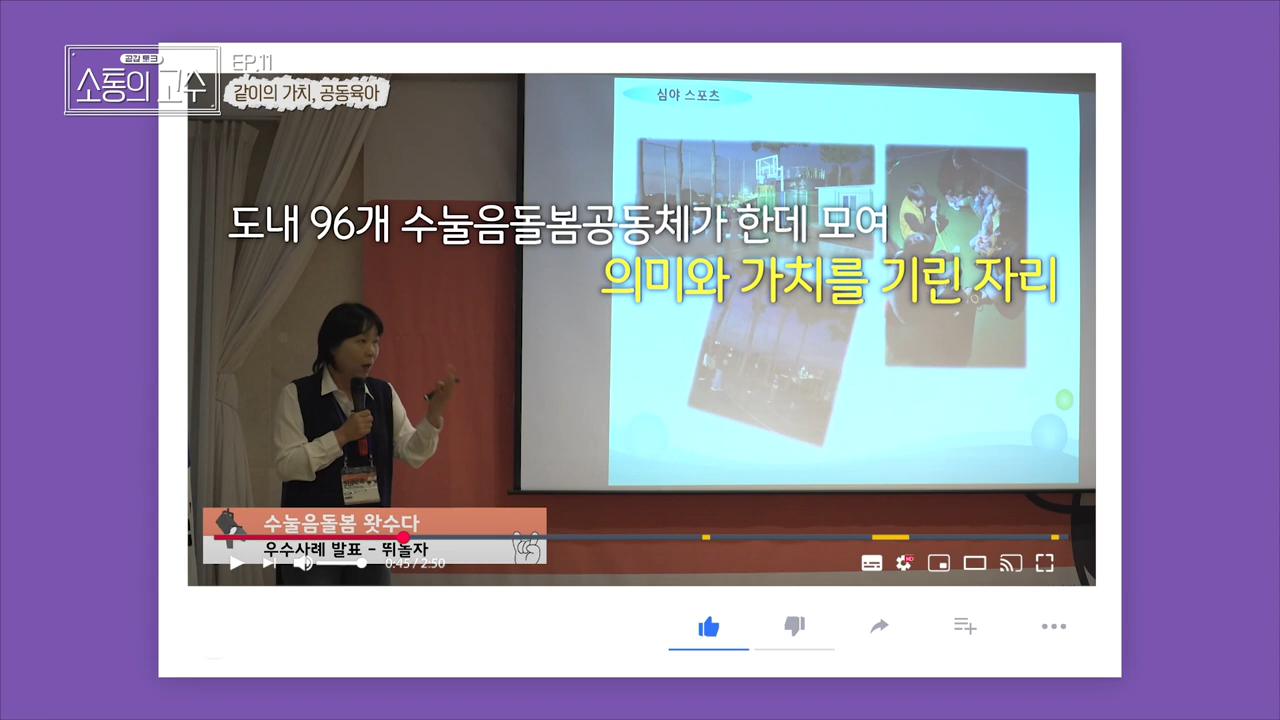 공감 토크
소통의 고수
EP.11
같이의 가치, 공동육아
심야 스포츠
도내 96개 수눌음돌봄공동체가 한데 모여
의미와 가치를 기린 자리
수눌음돌봄 왓수다
우수사례 발표 - 뛰놀자
0:45 / 2:50
HD